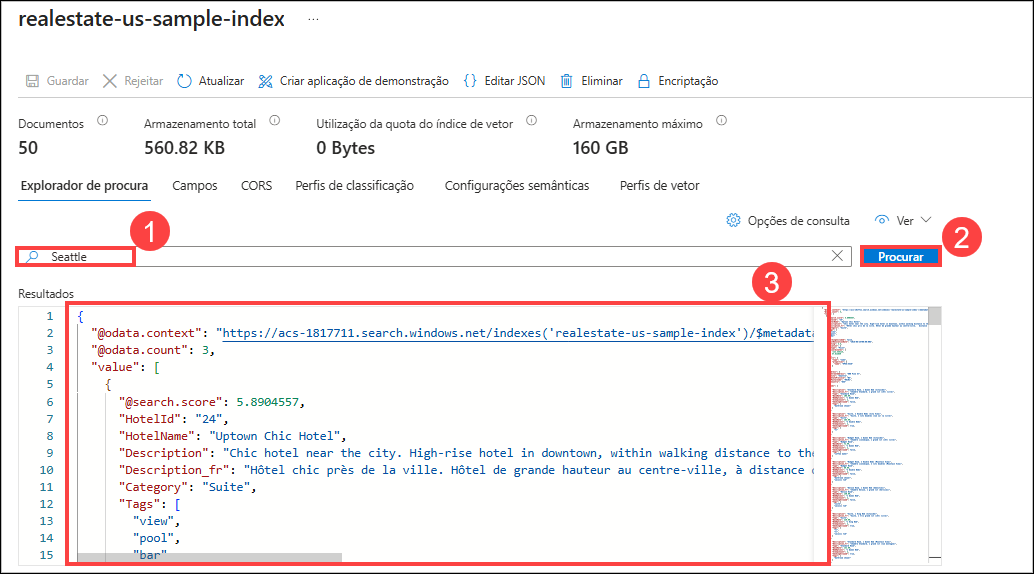 realestate-us-sample-index ...
Guardar Rejeitar Atualizar Criar aplicação de demonstração {} Editar JSON Eliminar Encriptação
Documentos Armazenamento total Utilização da quota do índice de vetor Armazenamento máximo
50 560.82 KB 0 Bytes 160 GB
Explorador de procura Campos CORS Perfis de classificação Configurações semânticas Perfis de vetor
Opções de consulta Ver
1 2
Seattle Procurar
3
Resultados
1 {
2 "@odata.context": "https://acs-1817711.search.windows.net/indexes('realestate-us-sample-index')/$metadata
3 "@odata.count": 3,
4 "value": [
5 {
6 "@search.score": 5.8904557,
7 "HotelId": "24",
8 "HotelName": "Uptown Chic Hotel",
9 "Description": "Chic hotel near the city. High-rise hotel in downtown, within walking distance to the
10 "Description_fr": "Hôtel chic près de la ville. Hôtel de grande hauteur au centre-ville, à distance
11 "Category": "Suite",
12 "Tags": [
13 "view",
14 "pool",
15 "bar"